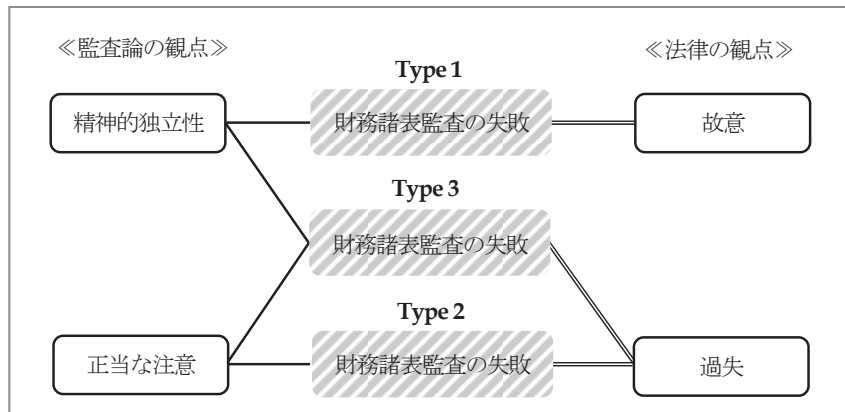 ≪監査論の観点≫
≪法律の観点≫
Type 1
精神的独立性
財務諸表監査の失敗
故意
Type 3
財務諸表監査の失敗
Type 2
正当な注意
財務諸表監査の失敗
過失